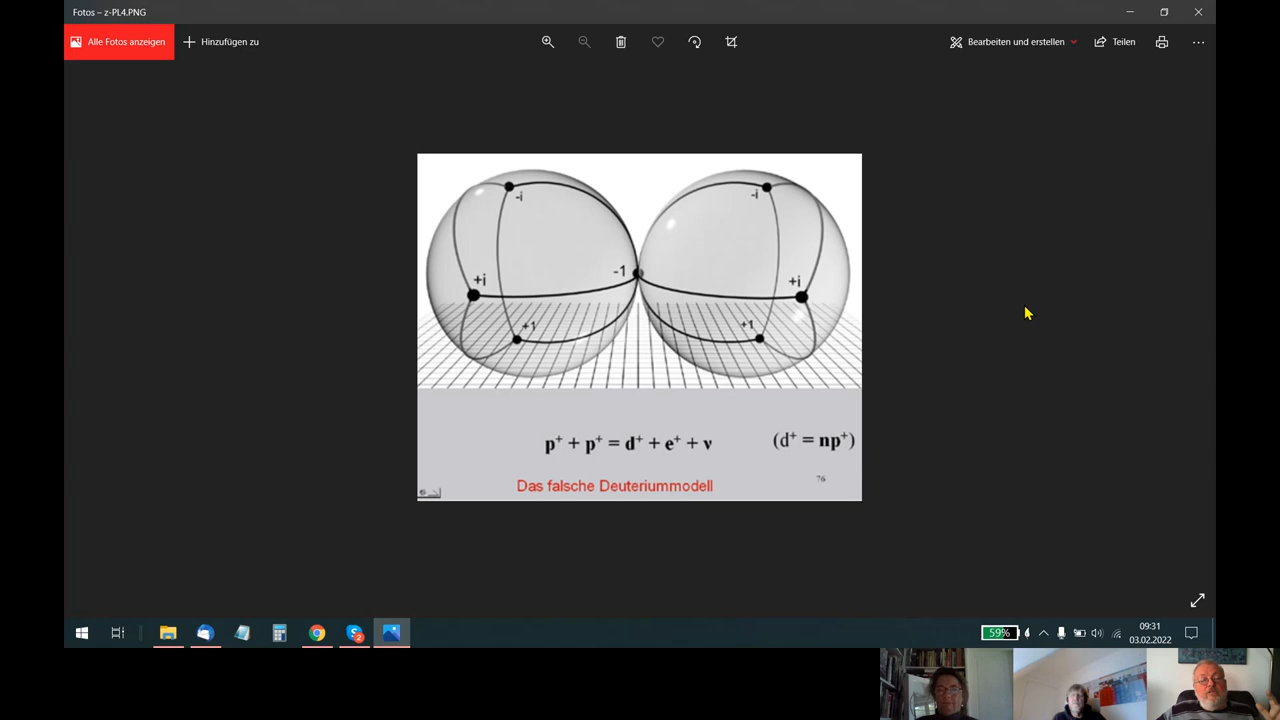 Fotos – z-PL4.PNG
Alle Fotos anzeigen
Hinzufügen zu
Bearbeiten und erstellen
Teilen
-i
-i
-1
+i
+i
+1
+1
p⁺ + p⁺ = d⁺ + e⁺ + ν
(d⁺ = np⁺)
76
Das falsche Deuteriummodell
2
59%
09:31
03.02.2022